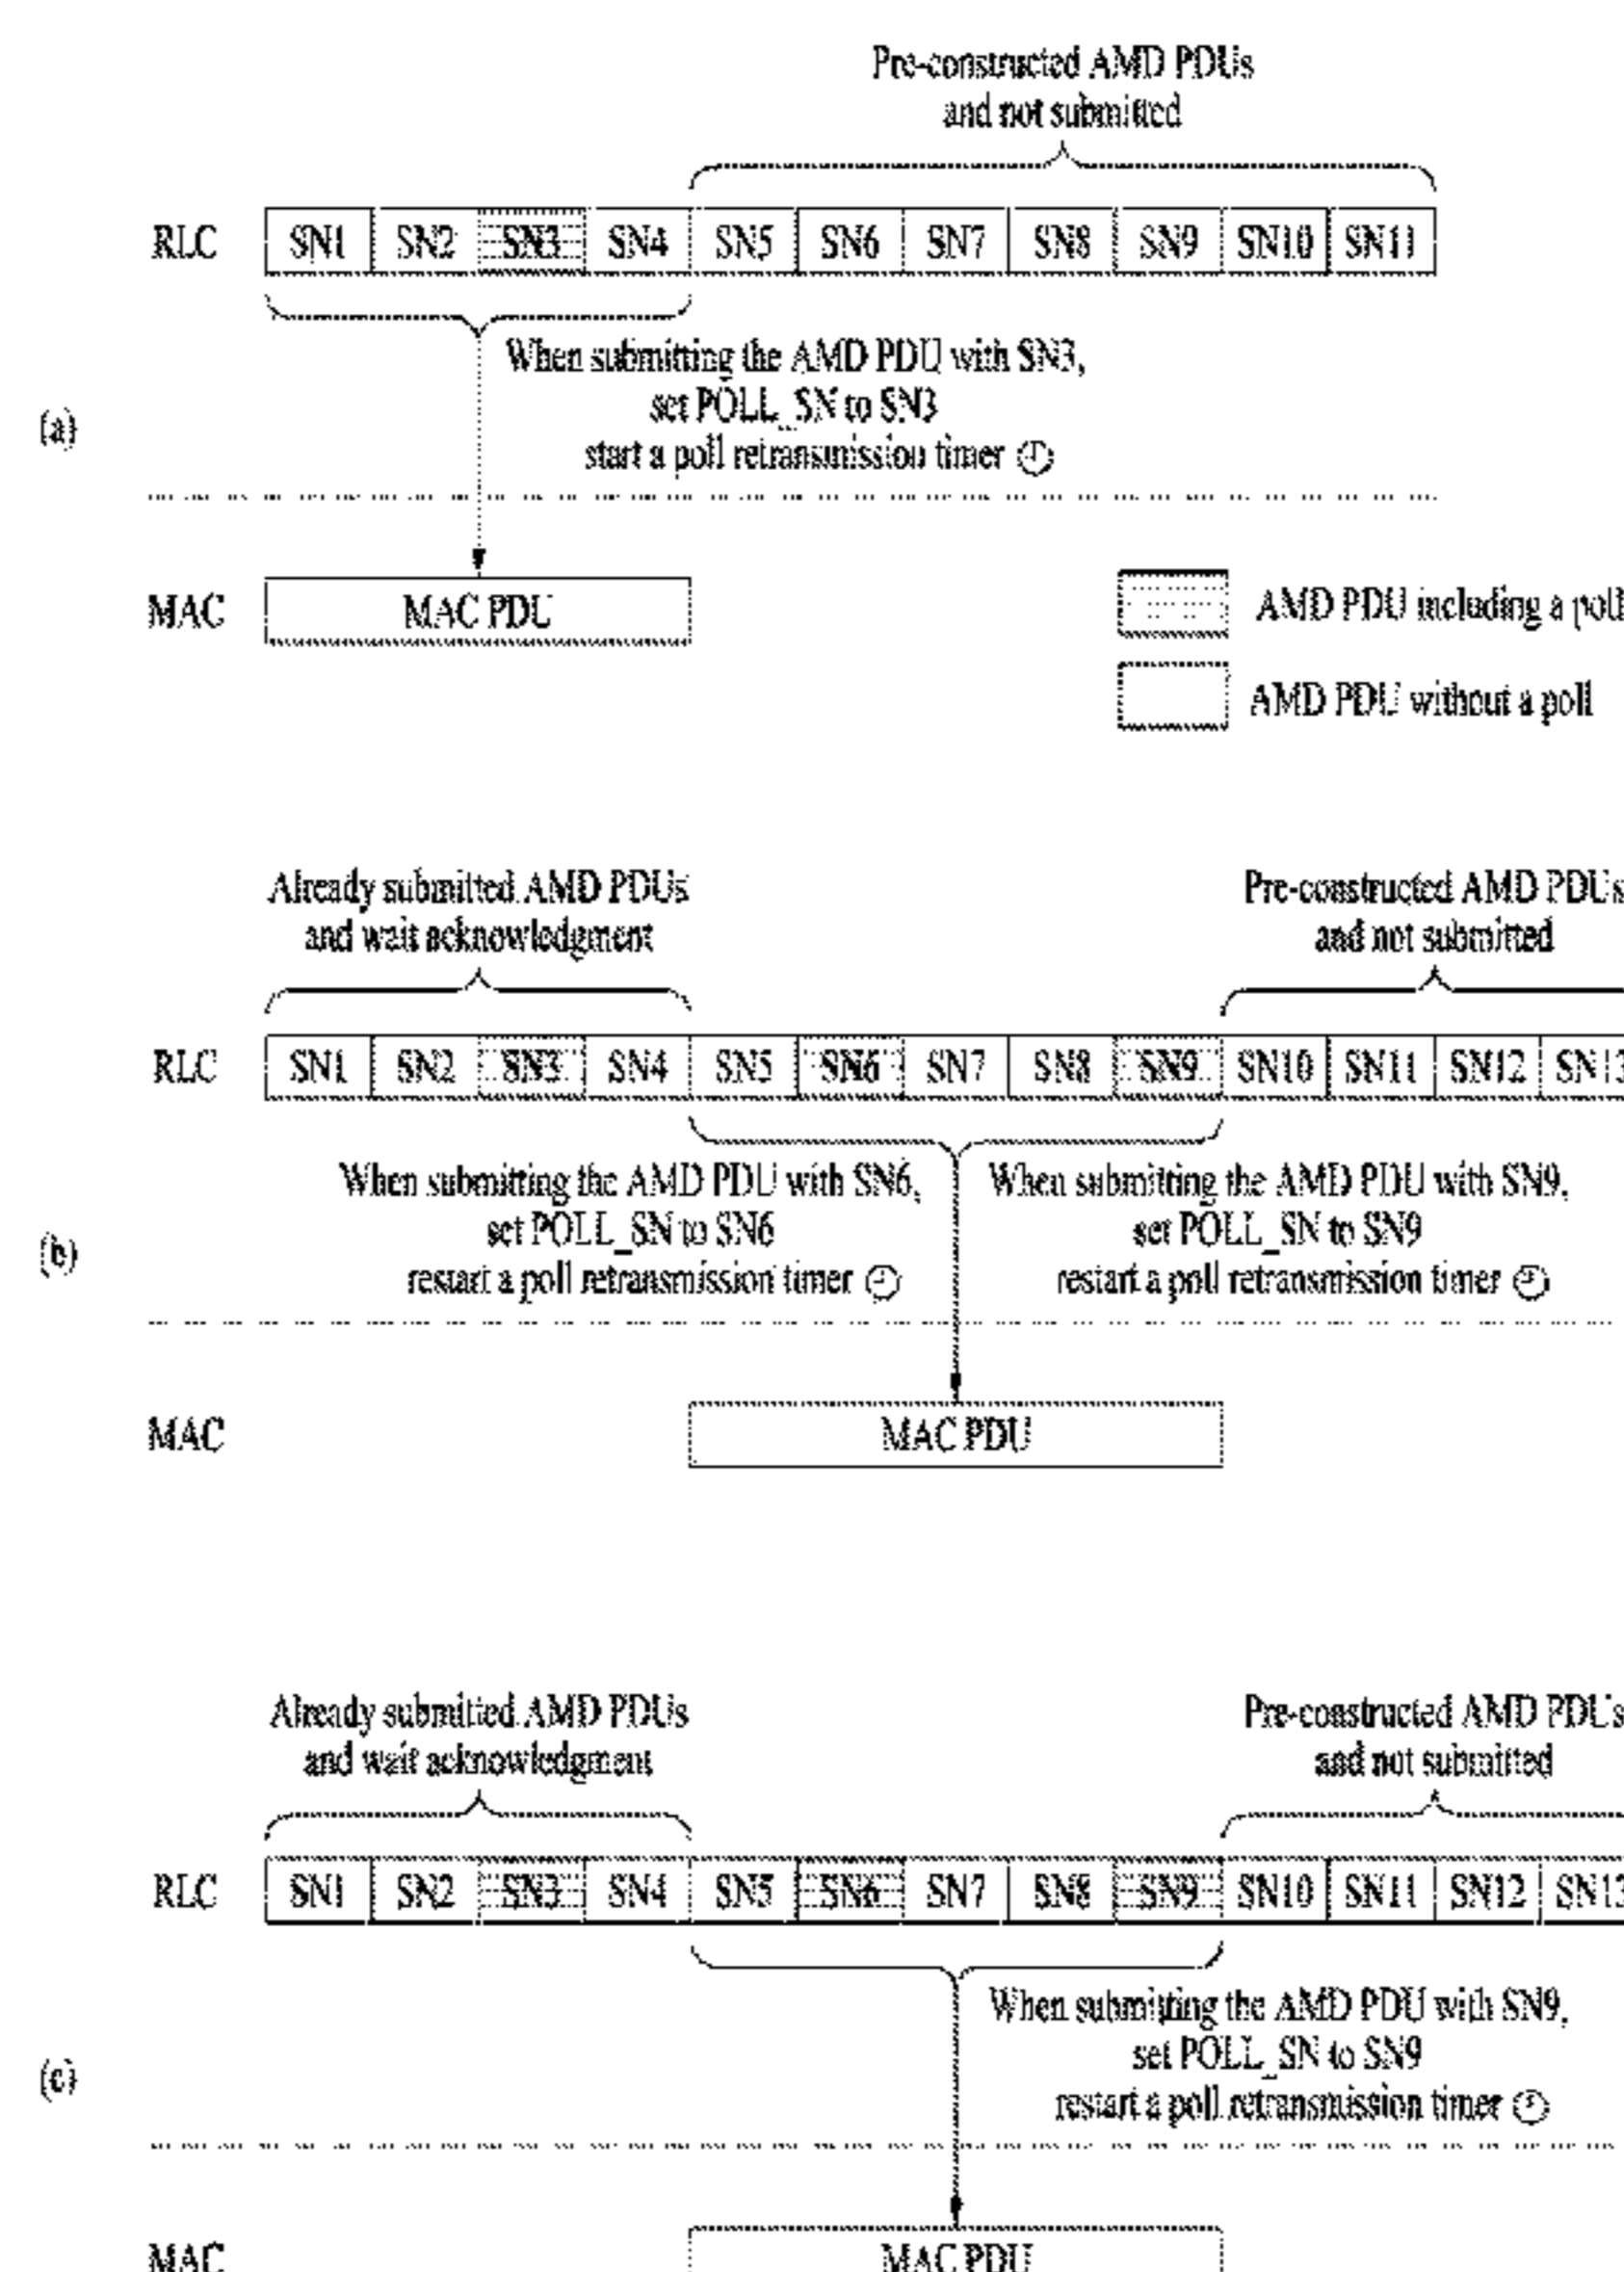 Pre-constructed AMD PDUs
and not submitted
RLC SN1 SN2 SN3 SN4 SN5 SN6 SN7 SN8 SN9 SN10 SN11
When submitting the AMD PDU with SN3,
set POLL_SN to SN3
(a)
start a poll retransmission timer
MAC MAC PDU
AMD PDU including a poll
AMD PDU without a poll
Already submitted AMD PDUs
and wait acknowledgment
Pre-constructed AMD PDUs
and not submitted
RLC SN1 SN2 SN3 SN4 SN5 SN6 SN7 SN8 SN9 SN10 SN11 SN12 SN13
When submitting the AMD PDU with SN6,
set POLL_SN to SN6
restart a poll retransmission timer
When submitting the AMD PDU with SN9,
set POLL_SN to SN9
restart a poll retransmission timer
(b)
MAC MAC PDU
Already submitted AMD PDUs
and wait acknowledgment
Pre-constructed AMD PDUs
and not submitted
RLC SN1 SN2 SN3 SN4 SN5 SN6 SN7 SN8 SN9 SN10 SN11 SN12 SN13
When submitting the AMD PDU with SN9,
set POLL_SN to SN9
(c)
restart a poll retransmission timer
MAC MAC PDU